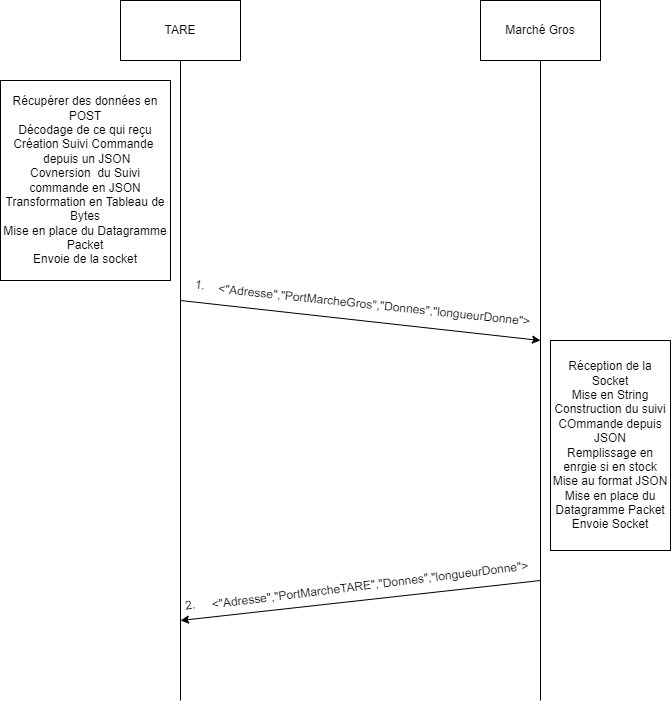 TARE
Marché Gros
Récupérer des données en
POST
Décodage de ce qui reçu
Création Suivi Commande
depuis un JSON
Covnersion du Suivi
commande en JSON
Transformation en Tableau de
Bytes
Mise en place du Datagramme
Packet
Envoie de la socket
1. <"Adresse","PortMarcheGros","Donnes","longueurDonne">
Réception de la
Socket
Mise en String
Construction du suivi
COmmande depuis
JSON
Remplissage en
enrgie si en stock
Mise au format JSON
Mise en place du
Datagramme Packet
Envoie Socket
2. <"Adresse","PortMarcheTARE","Donnes","longueurDonne">